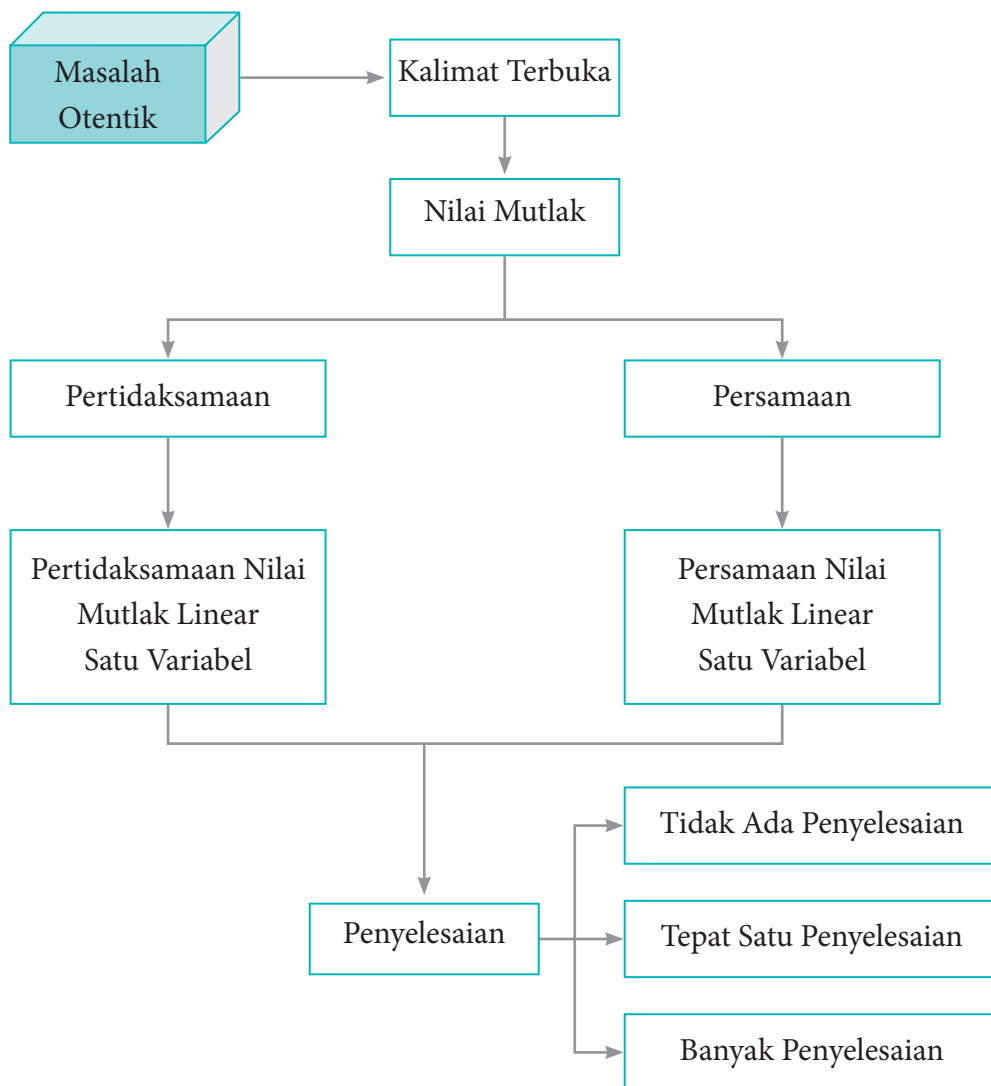 Masalah
Otentik
Kalimat Terbuka
Nilai Mutlak
Pertidaksamaan
Persamaan
Pertidaksamaan Nilai
Mutlak Linear
Satu Variabel
Persamaan Nilai
Mutlak Linear
Satu Variabel
Penyelesaian
Tidak Ada Penyelesaian
Tepat Satu Penyelesaian
Banyak Penyelesaian